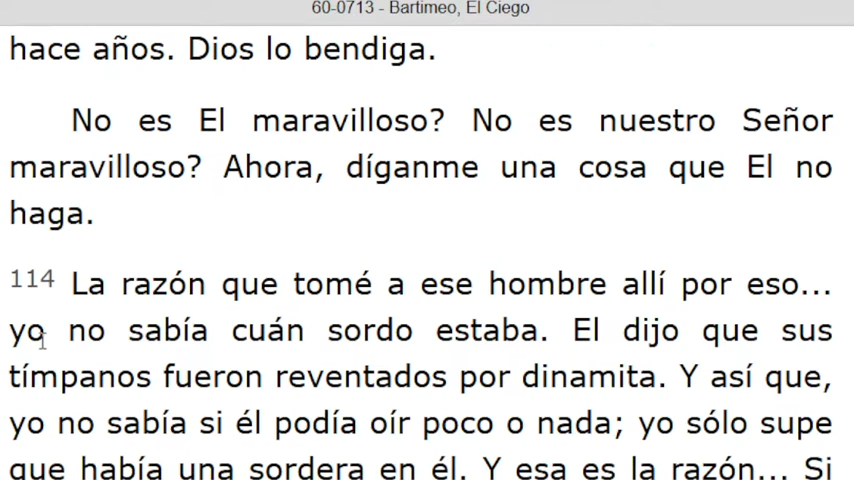 60-0713 - Bartimeo, El Ciego
hace años. Dios lo bendiga.
No es El maravilloso? No es nuestro Señor
maravilloso? Ahora, díganme una cosa que El no
haga.
114 La razón que tomé a ese hombre allí por eso...
yo no sabía cuán sordo estaba. El dijo que sus
tímpanos fueron reventados por dinamita. Y así que,
yo no sabía si él podía oír poco o nada; yo sólo supe
que había una sordera en él. Y esa es la razón... Si